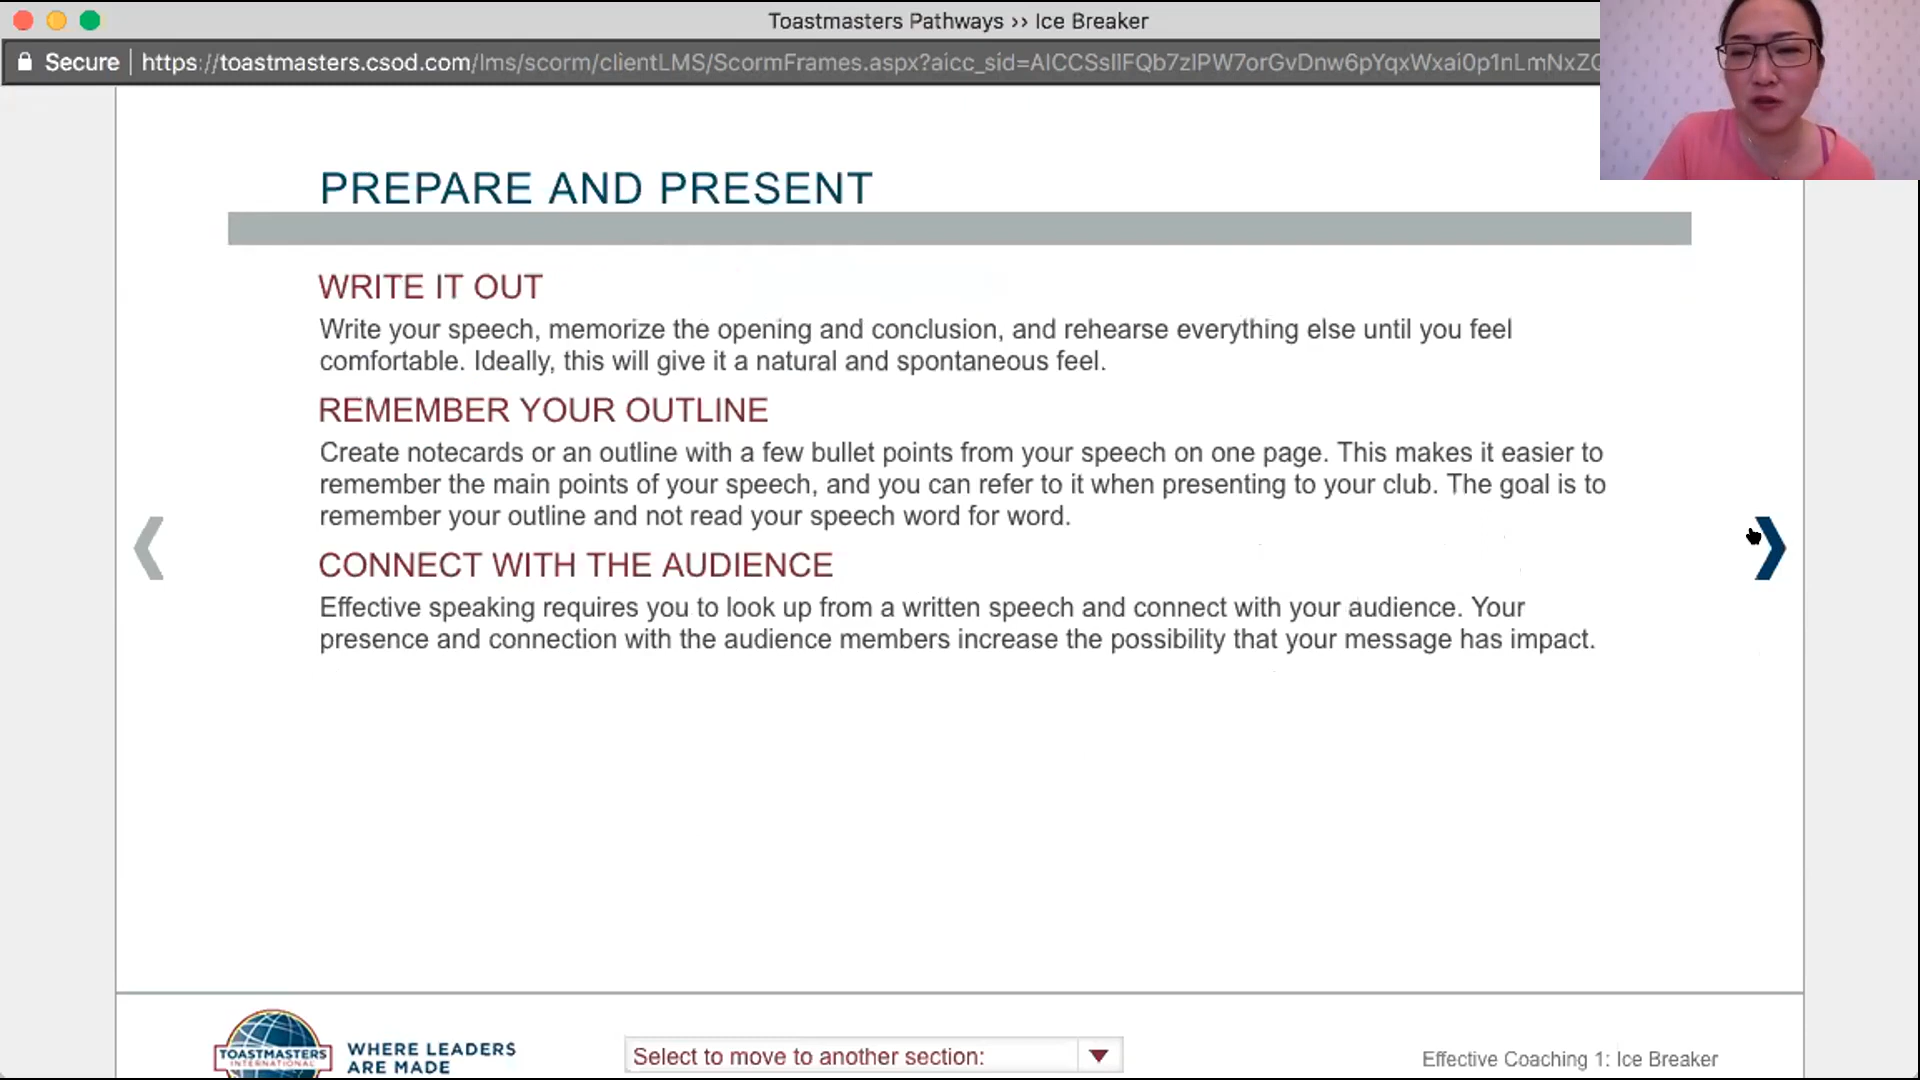 Toastmasters Pathways ›› Ice Breaker
Secure | https://toastmasters.csod.com/lms/scorm/clientLMS/ScormFrames.aspx?
PREPARE AND PRESENT
WRITE IT OUT
Write your speech, memorize the opening and conclusion, and rehearse everything else until you feel
comfortable. Ideally, this will give it a natural and spontaneous feel.
REMEMBER YOUR OUTLINE
Create notecards or an outline with a few bullet points from your speech on one page. This makes it easier to
remember the main points of your speech, and you can refer to it when presenting to your club. The goal is to
remember your outline and not read your speech word for word.
CONNECT WITH THE AUDIENCE
Effective speaking requires you to look up from a written speech and connect with your audience. Your
presence and connection with the audience members increase the possibility that your message has impact.
TOASTMASTERS
INTERNATIONAL
WHERE LEADERS
ARE MADE
Select to move to another section:
Effective Coaching 1: Ice Breaker